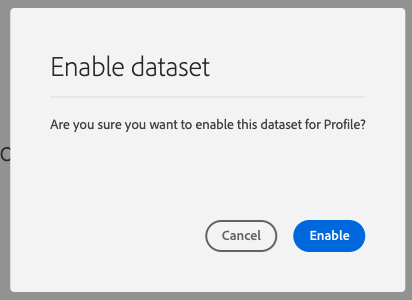 Enable dataset
Are you sure you want to enable this dataset for Profile?
Cancel
Enable